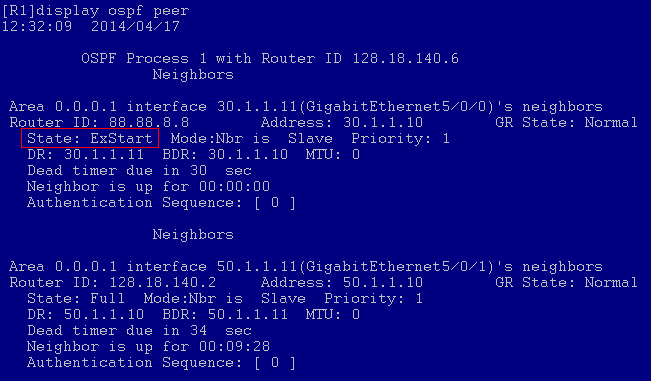 [R1]display ospf peer
12:32:09  2014/04/17
OSPF Process 1 with Router ID 128.18.140.6
Neighbors
Area 0.0.0.1 interface 30.1.1.11(GigabitEthernet5/0/0)'s neighbors
Router ID: 88.88.8.8         Address: 30.1.1.10         GR State: Normal
State: ExStart  Mode:Nbr is  Slave  Priority: 1
DR: 30.1.1.11  BDR: 30.1.1.10  MTU: 0
Dead timer due in 30  sec
Neighbor is up for 00:00:00
Authentication Sequence: [ 0 ]
Neighbors
Area 0.0.0.1 interface 50.1.1.11(GigabitEthernet5/0/1)'s neighbors
Router ID: 128.18.140.2      Address: 50.1.1.10         GR State: Normal
State: Full  Mode:Nbr is  Slave  Priority: 1
DR: 50.1.1.10  BDR: 50.1.1.11  MTU: 0
Dead timer due in 34  sec
Neighbor is up for 00:09:28
Authentication Sequence: [ 0 ]